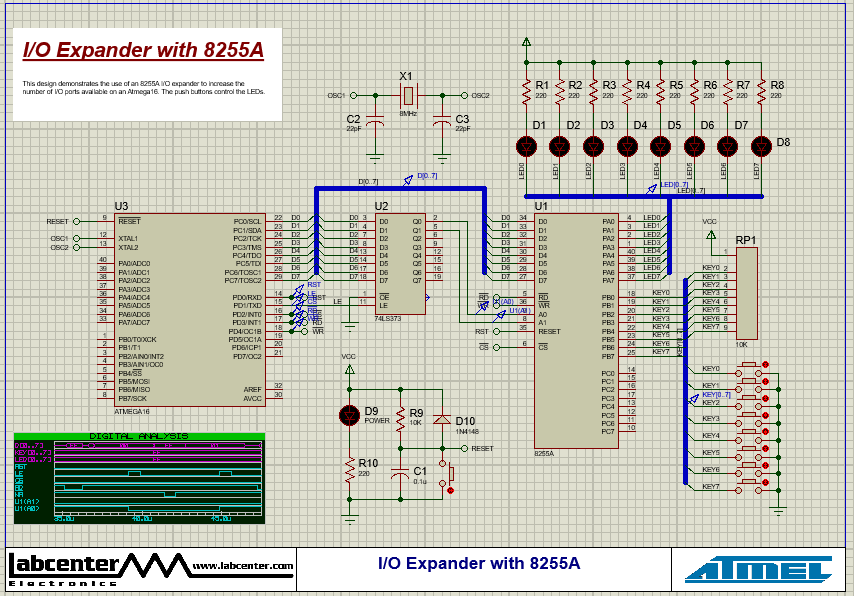 I/O Expander with 8255A
This design demonstrates the use of an 8255A I/O expander to increase the
number of I/O ports available on an Atmega16. The push buttons control the LEDs.
X1
OSC1
OSC2
8MHz
C2
22pF
C3
22pF
R1
220
R2
220
R3
220
R4
220
R5
220
R6
220
R7
220
R8
220
D1
D2
D3
D4
D5
D6
D7
D8
LED0
LED1
LED2
LED3
LED4
LED5
LED6
LED7
LED[0..7]
LED[0..7]
D[0..7]
D[0..7]
U3
RESET
9
RESET
OSC1
12
XTAL1
OSC2
13
XTAL2
40
PA0/ADC0
39
PA1/ADC1
38
PA2/ADC2
37
PA3/ADC3
36
PA4/ADC4
35
PA5/ADC5
34
PA6/ADC6
33
PA7/ADC7
1
PB0/T0/XCK
2
PB1/T1
3
PB2/AIN0/INT2
4
PB3/AIN1/OC0
5
PB4/SS
6
PB5/MOSI
7
PB6/MISO
8
PB7/SCK
PC0/SCL
22
D0
PC1/SDA
23
D1
PC2/TCK
24
D2
PC3/TMS
25
D3
PC4/TDO
26
D4
PC5/TDI
27
D5
PC6/TOSC1
28
D6
PC7/TOSC2
29
D7
PD0/RXD
14
PD1/TXD
15
PD2/INT0
16
PD3/INT1
17
PD4/OC1B
18
PD5/OC1A
19
PD6/ICP1
20
PD7/OC2
21
AREF
32
AVCC
30
ATMEGA16
RST
LE
RD
WR
U2
D0
3
D0
D1
4
D1
D2
7
D2
D3
8
D3
D4
13
D4
D5
14
D5
D6
17
D6
D7
18
D7
Q0
2
Q1
5
Q2
6
Q3
9
Q4
12
Q5
15
Q6
16
Q7
19
1
OE
LE
11
LE
74LS373
U1
D0
34
D0
D1
33
D1
D2
32
D2
D3
31
D3
D4
30
D4
D5
29
D5
D6
28
D6
D7
27
D7
RD
5
RD
WR
36
WR
9
A0
8
A1
RST
35
RESET
CS
6
CS
PA0
4
LED0
PA1
3
LED1
PA2
2
LED2
PA3
1
LED3
PA4
40
LED4
PA5
39
LED5
PA6
38
LED6
PA7
37
LED7
PB0
18
KEY0
PB1
19
KEY1
PB2
20
KEY2
PB3
21
KEY3
PB4
22
KEY4
PB5
23
KEY5
PB6
24
KEY6
PB7
25
KEY7
PC0
14
PC1
15
PC2
16
PC3
17
PC4
13
PC5
12
PC6
11
PC7
10
8255A
VCC
RP1
1
KEY0
2
KEY1
3
KEY2
4
KEY3
5
KEY4
6
KEY5
7
KEY6
8
KEY7
9
10K
KEY[0..7]
KEY[0..7]
KEY0
KEY1
KEY2
KEY3
KEY4
KEY5
KEY6
KEY7
VCC
D9
POWER
R9
10K
D10
1N4148
RESET
R10
220
C1
0.1u
DIGITAL ANALYSIS
D[0..7]
KEY[0..7]
LED[0..7]
RST
LE
CS
RD
WR
U1(A1)
U1(A0)
35.0u
40.0u
45.0u
labcenter www.labcenter.com
Electronics
I/O Expander with 8255A
ATMEL